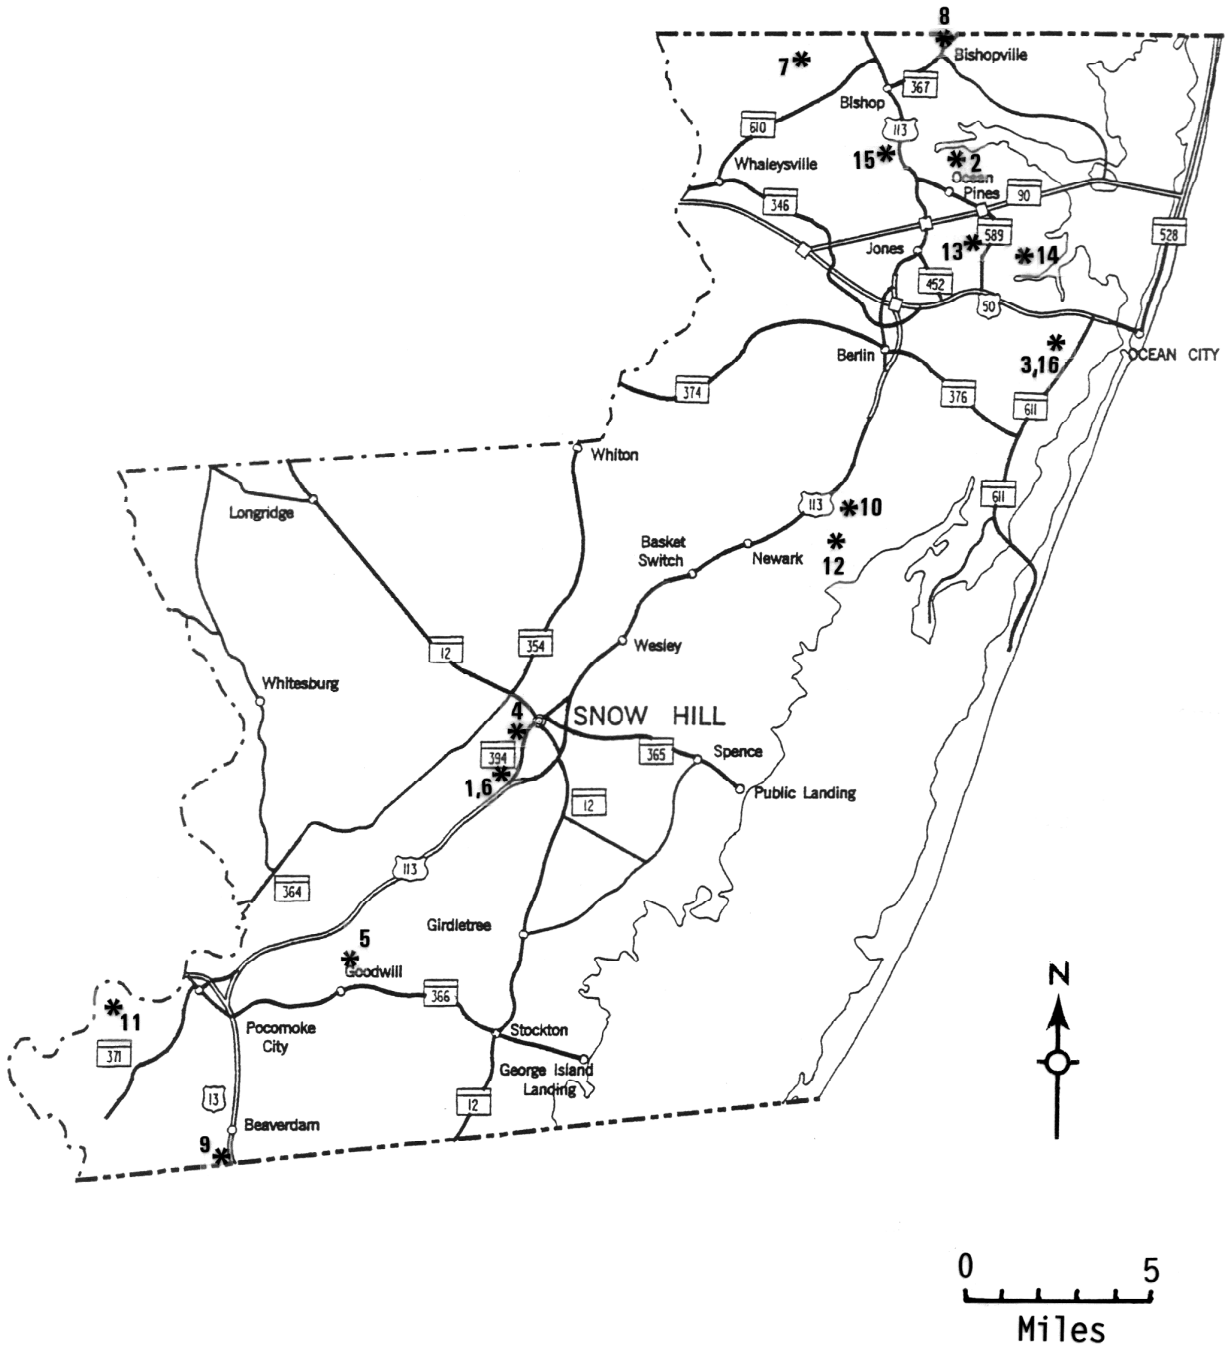 8
Bishopville
7
367
Bishop
610
113
15
2
Whaleysville
Ocean
Pines
90
346
589
528
Jones
13
14
452
50
Berlin
3,16
OCEAN CITY
374
376
611
Whiton
611
Longridge
113
10
Basket
Switch
Newark
12
12
354
Wesley
Whitesburg
4
SNOW HILL
394
365
Spence
1,6
Public Landing
12
113
364
Girdletree
5
Goodwill
366
N
11
Pocomoke
City
Stockton
371
George Island
Landing
13
12
Beaverdam
9
0 5
Miles